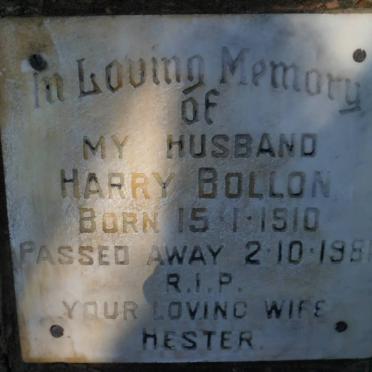 In Loving Memory
OF
MY HUSBAND
HARRY BOLLON
BORN 15·1·1510
PASSED AWAY 2·10·198
R.I.P.
YOUR LOVING WIFE
HESTER.